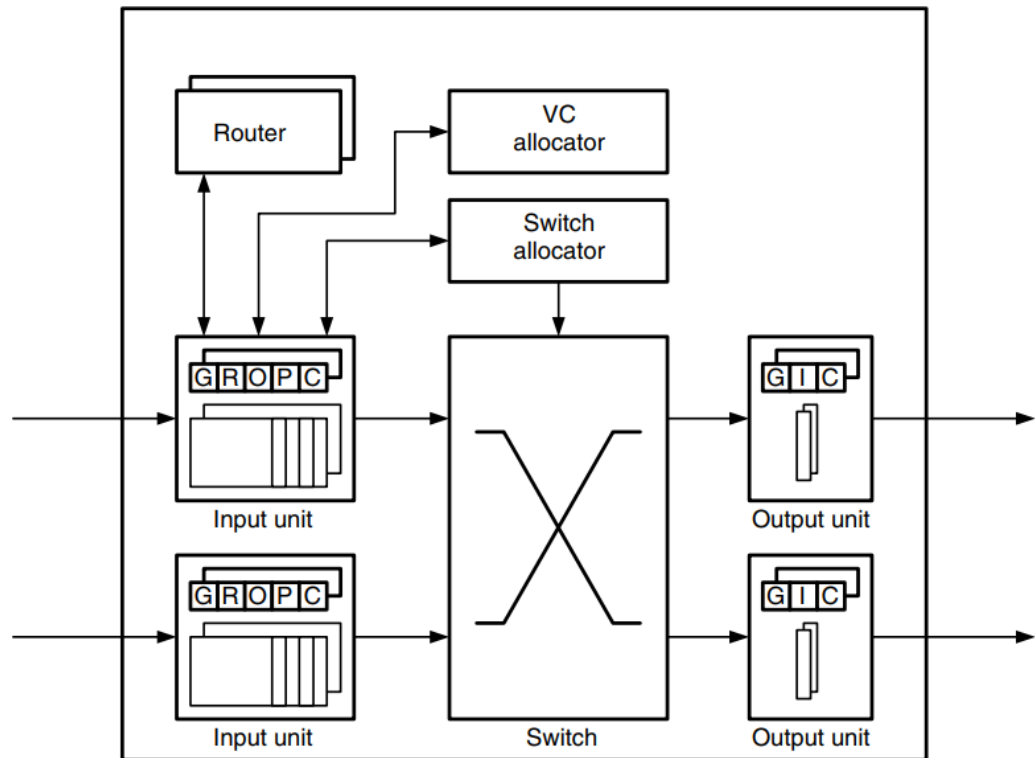 Router
VC
allocator
Switch
allocator
G R O P C
G I C
Input unit
Output unit
G R O P C
G I C
Input unit
Switch
Output unit